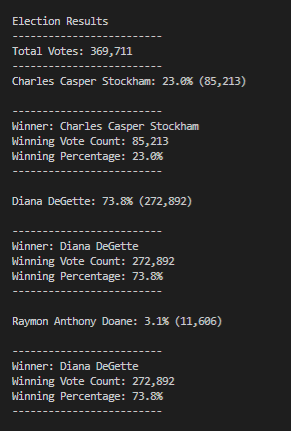 Election Results
-------------------------
Total Votes: 369,711
-------------------------
Charles Casper Stockham: 23.0% (85,213)
-------------------------
Winner: Charles Casper Stockham
Winning Vote Count: 85,213
Winning Percentage: 23.0%
-------------------------
Diana DeGette: 73.8% (272,892)
-------------------------
Winner: Diana DeGette
Winning Vote Count: 272,892
Winning Percentage: 73.8%
-------------------------
Raymon Anthony Doane: 3.1% (11,606)
-------------------------
Winner: Diana DeGette
Winning Vote Count: 272,892
Winning Percentage: 73.8%
-------------------------